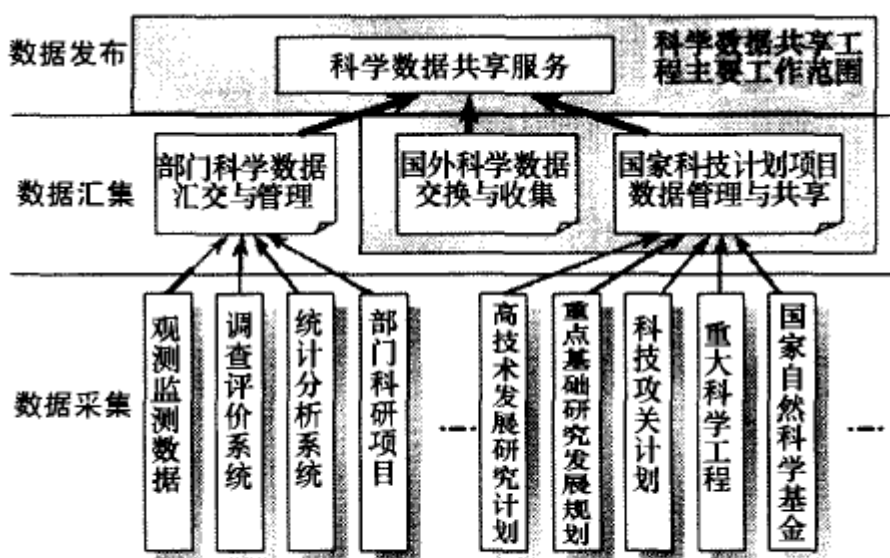 数据发布
科学数据共享服务
科学数据共享工
程主要工作范围
数据汇集
部门科学数据
汇交与管理
国外科学数据
交换与收集
国家科技计划项目
数据管理与共享
数据采集
观测监测数据
调查评价系统
统计分析系统
部门科研项目
高技术发展研究计划
重点基础研究发展规划
科技攻关计划
重大科学工程
国家自然科学基金